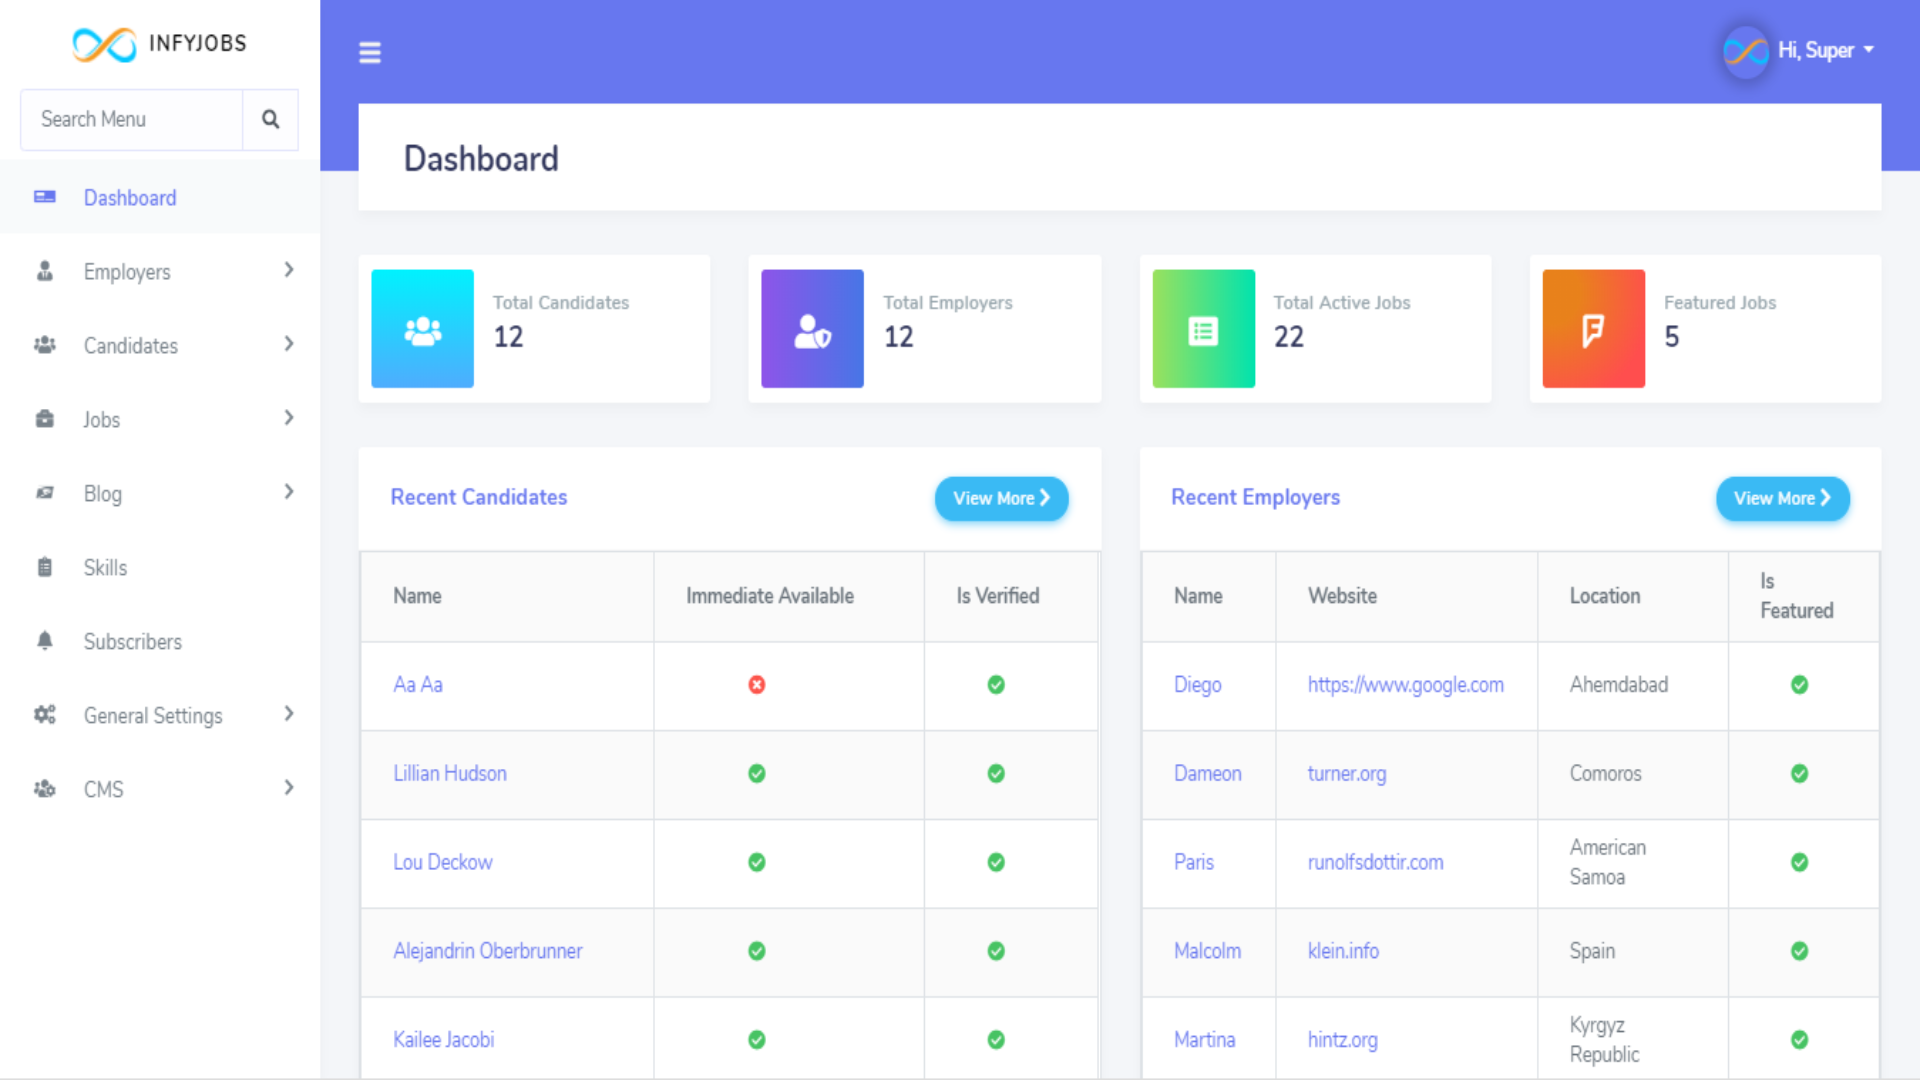 INFYJOBS
Search Menu
Dashboard
Employers
Candidates
Jobs
Blog
Skills
Subscribers
General Settings
CMS
Hi, Super
Dashboard
Total Candidates
12
Total Employers
12
Total Active Jobs
22
Featured Jobs
5
Recent Candidates
View More
Name Immediate Available Is Verified
Aa Aa
Lillian Hudson
Lou Deckow
Alejandrin Oberbrunner
Kailee Jacobi
Recent Employers
View More
Name Website Location Is
Featured
Diego https://www.google.com Ahemdabad
Dameon turner.org Comoros
Paris runolfsdottir.com American
Samoa
Malcolm klein.info Spain
Martina hintz.org Kyrgyz
Republic